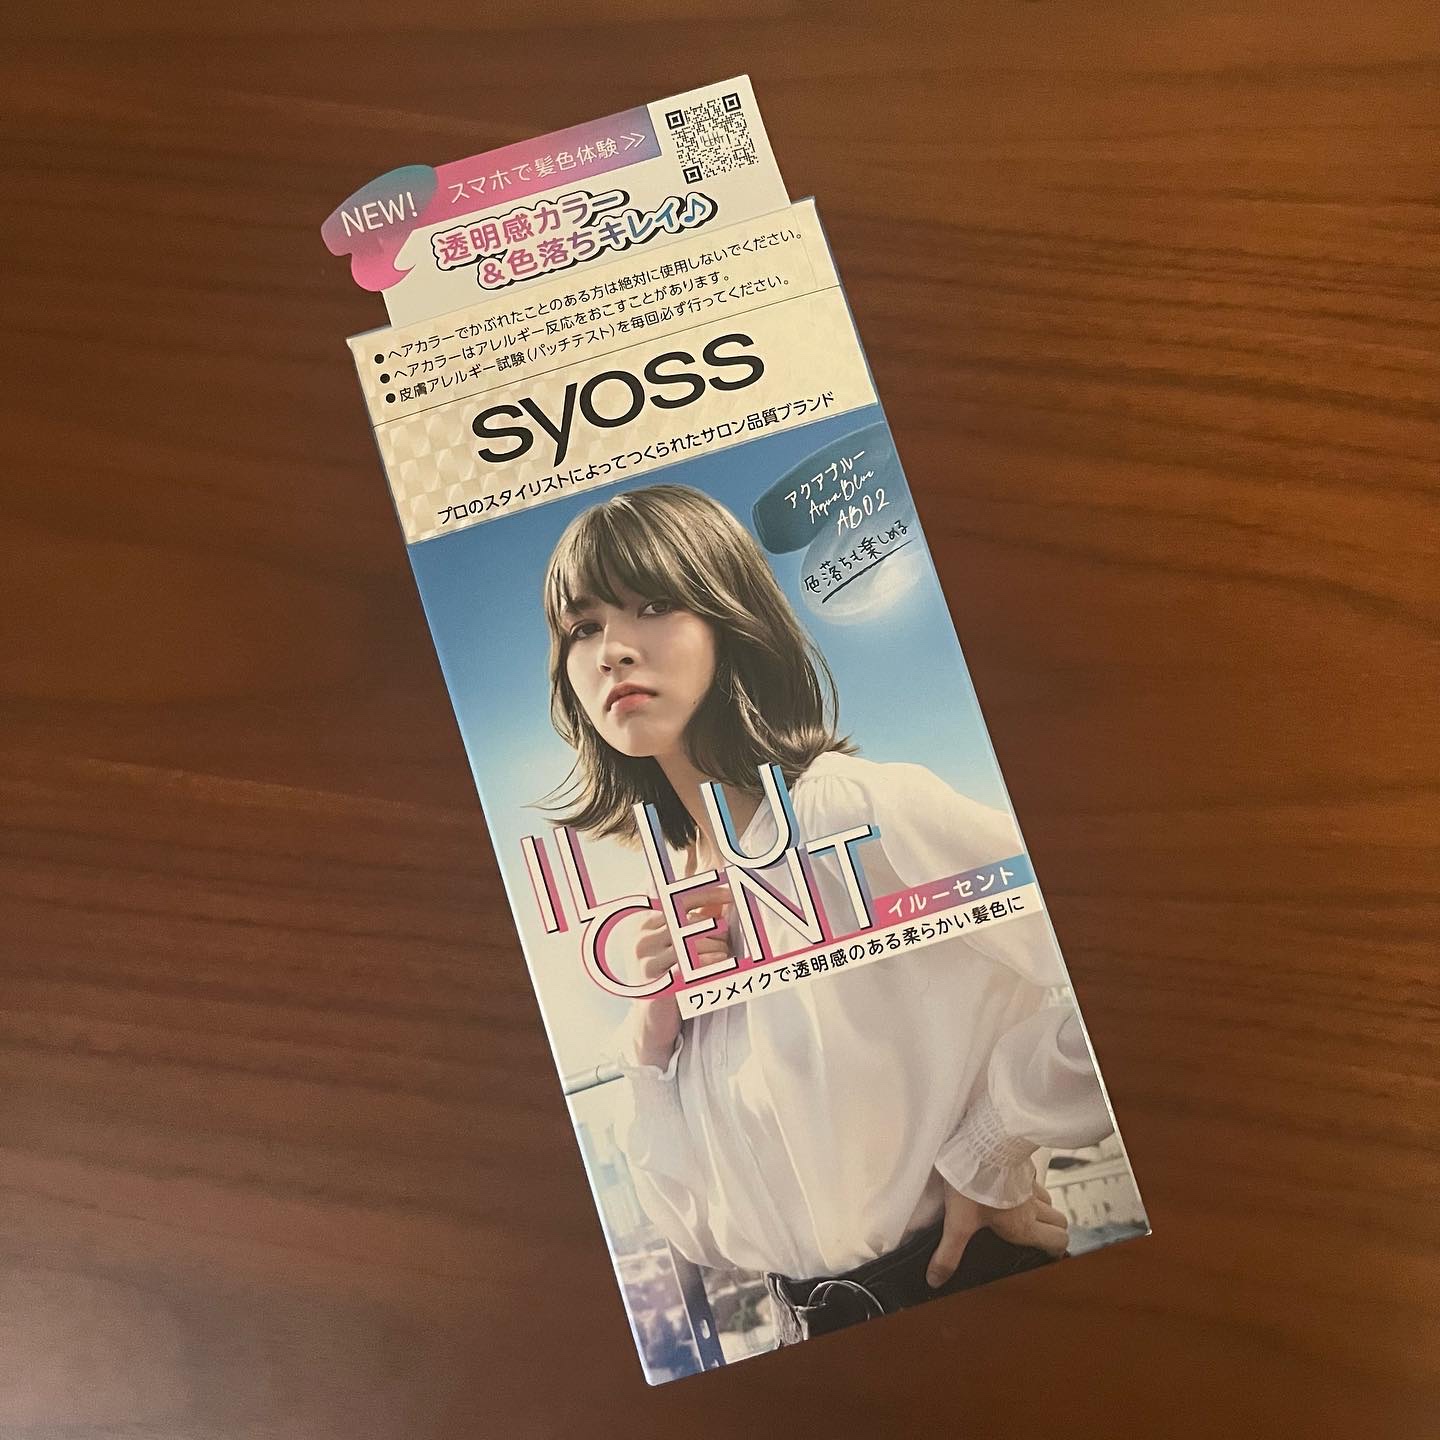 NEW!
スマホで髪色体験 >>
透明感カラー
&色落ちキレイ♪
●ヘアカラーでかぶれたことのある方は絶対に使用しないでください。
●ヘアカラーはアレルギー反応をおこすことがあります。
●皮膚アレルギー試験(パッチテスト)を毎回必ず行ってください。
syoss
プロのスタイリストによってつくられたサロン品質ブランド
アクアブルー
Aqua Blue
AB02
色落ちも楽しめる
ILLU
CENT
イルーセント
ワンメイクで透明感のある柔らかい髪色に